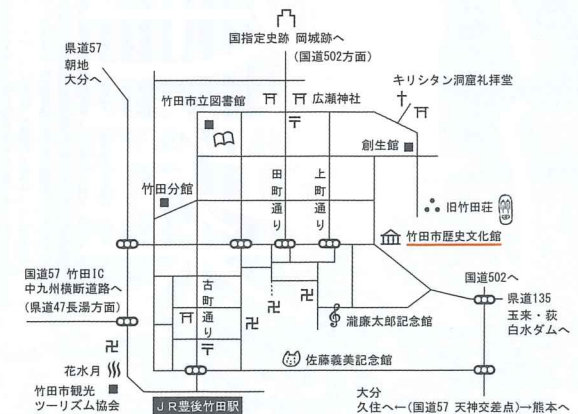 国指定史跡 岡城跡へ
(国道502方面)
県道57
朝地
大分へ
キリシタン洞窟礼拝堂
竹田市立図書館
広瀬神社
創生館
竹田分館
田町通り
上町通り
旧竹田荘
竹田市歴史文化館
国道57 竹田IC
中九州横断道路へ
(県道47長湯方面)
古町通り
国道502へ
県道135
玉来・荻
白水ダムへ
瀧廉太郎記念館
佐藤義美記念館
花水月
竹田市観光
ツーリズム協会
JR豊後竹田駅
大分
久住へ←(国道57 天神交差点)→熊本へ